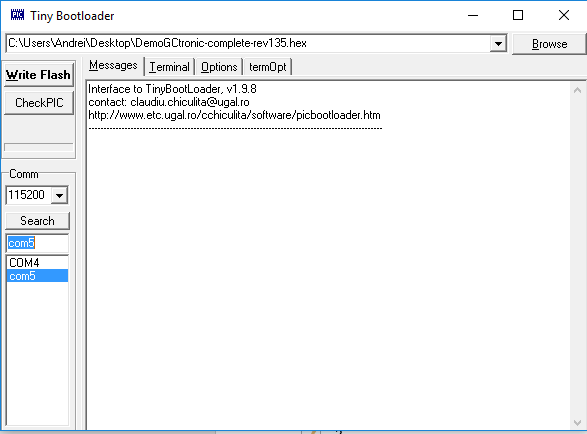 PIC
Tiny Bootloader
C:\Users\Andrei\Desktop\DemoGCtronic-complete-rev135.hex
Browse
Write Flash
CheckPIC
Messages
Terminal
Options
termOpt
Interface to TinyBootLoader, v1.9.8
contact: claudiu.chiculita@ugal.ro
http://www.etc.ugal.ro/cchiculita/software/picbootloader.htm
--------------------------------------------------------------------------------------------------
Comm
115200
Search
com5
COM4
com5